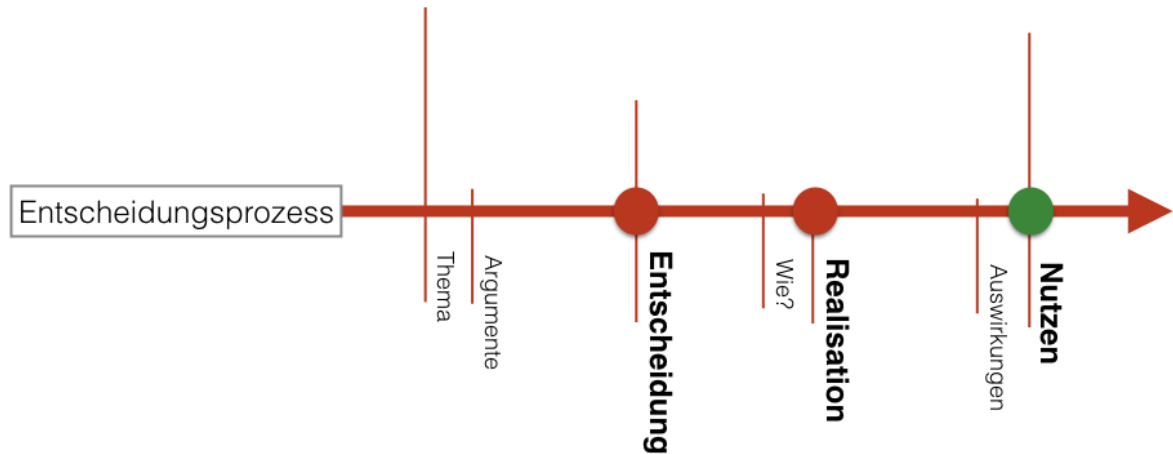 Entscheidungsprozess
Thema
Argumente
Entscheidung
Wie?
Realisation
Auswirkungen
Nutzen